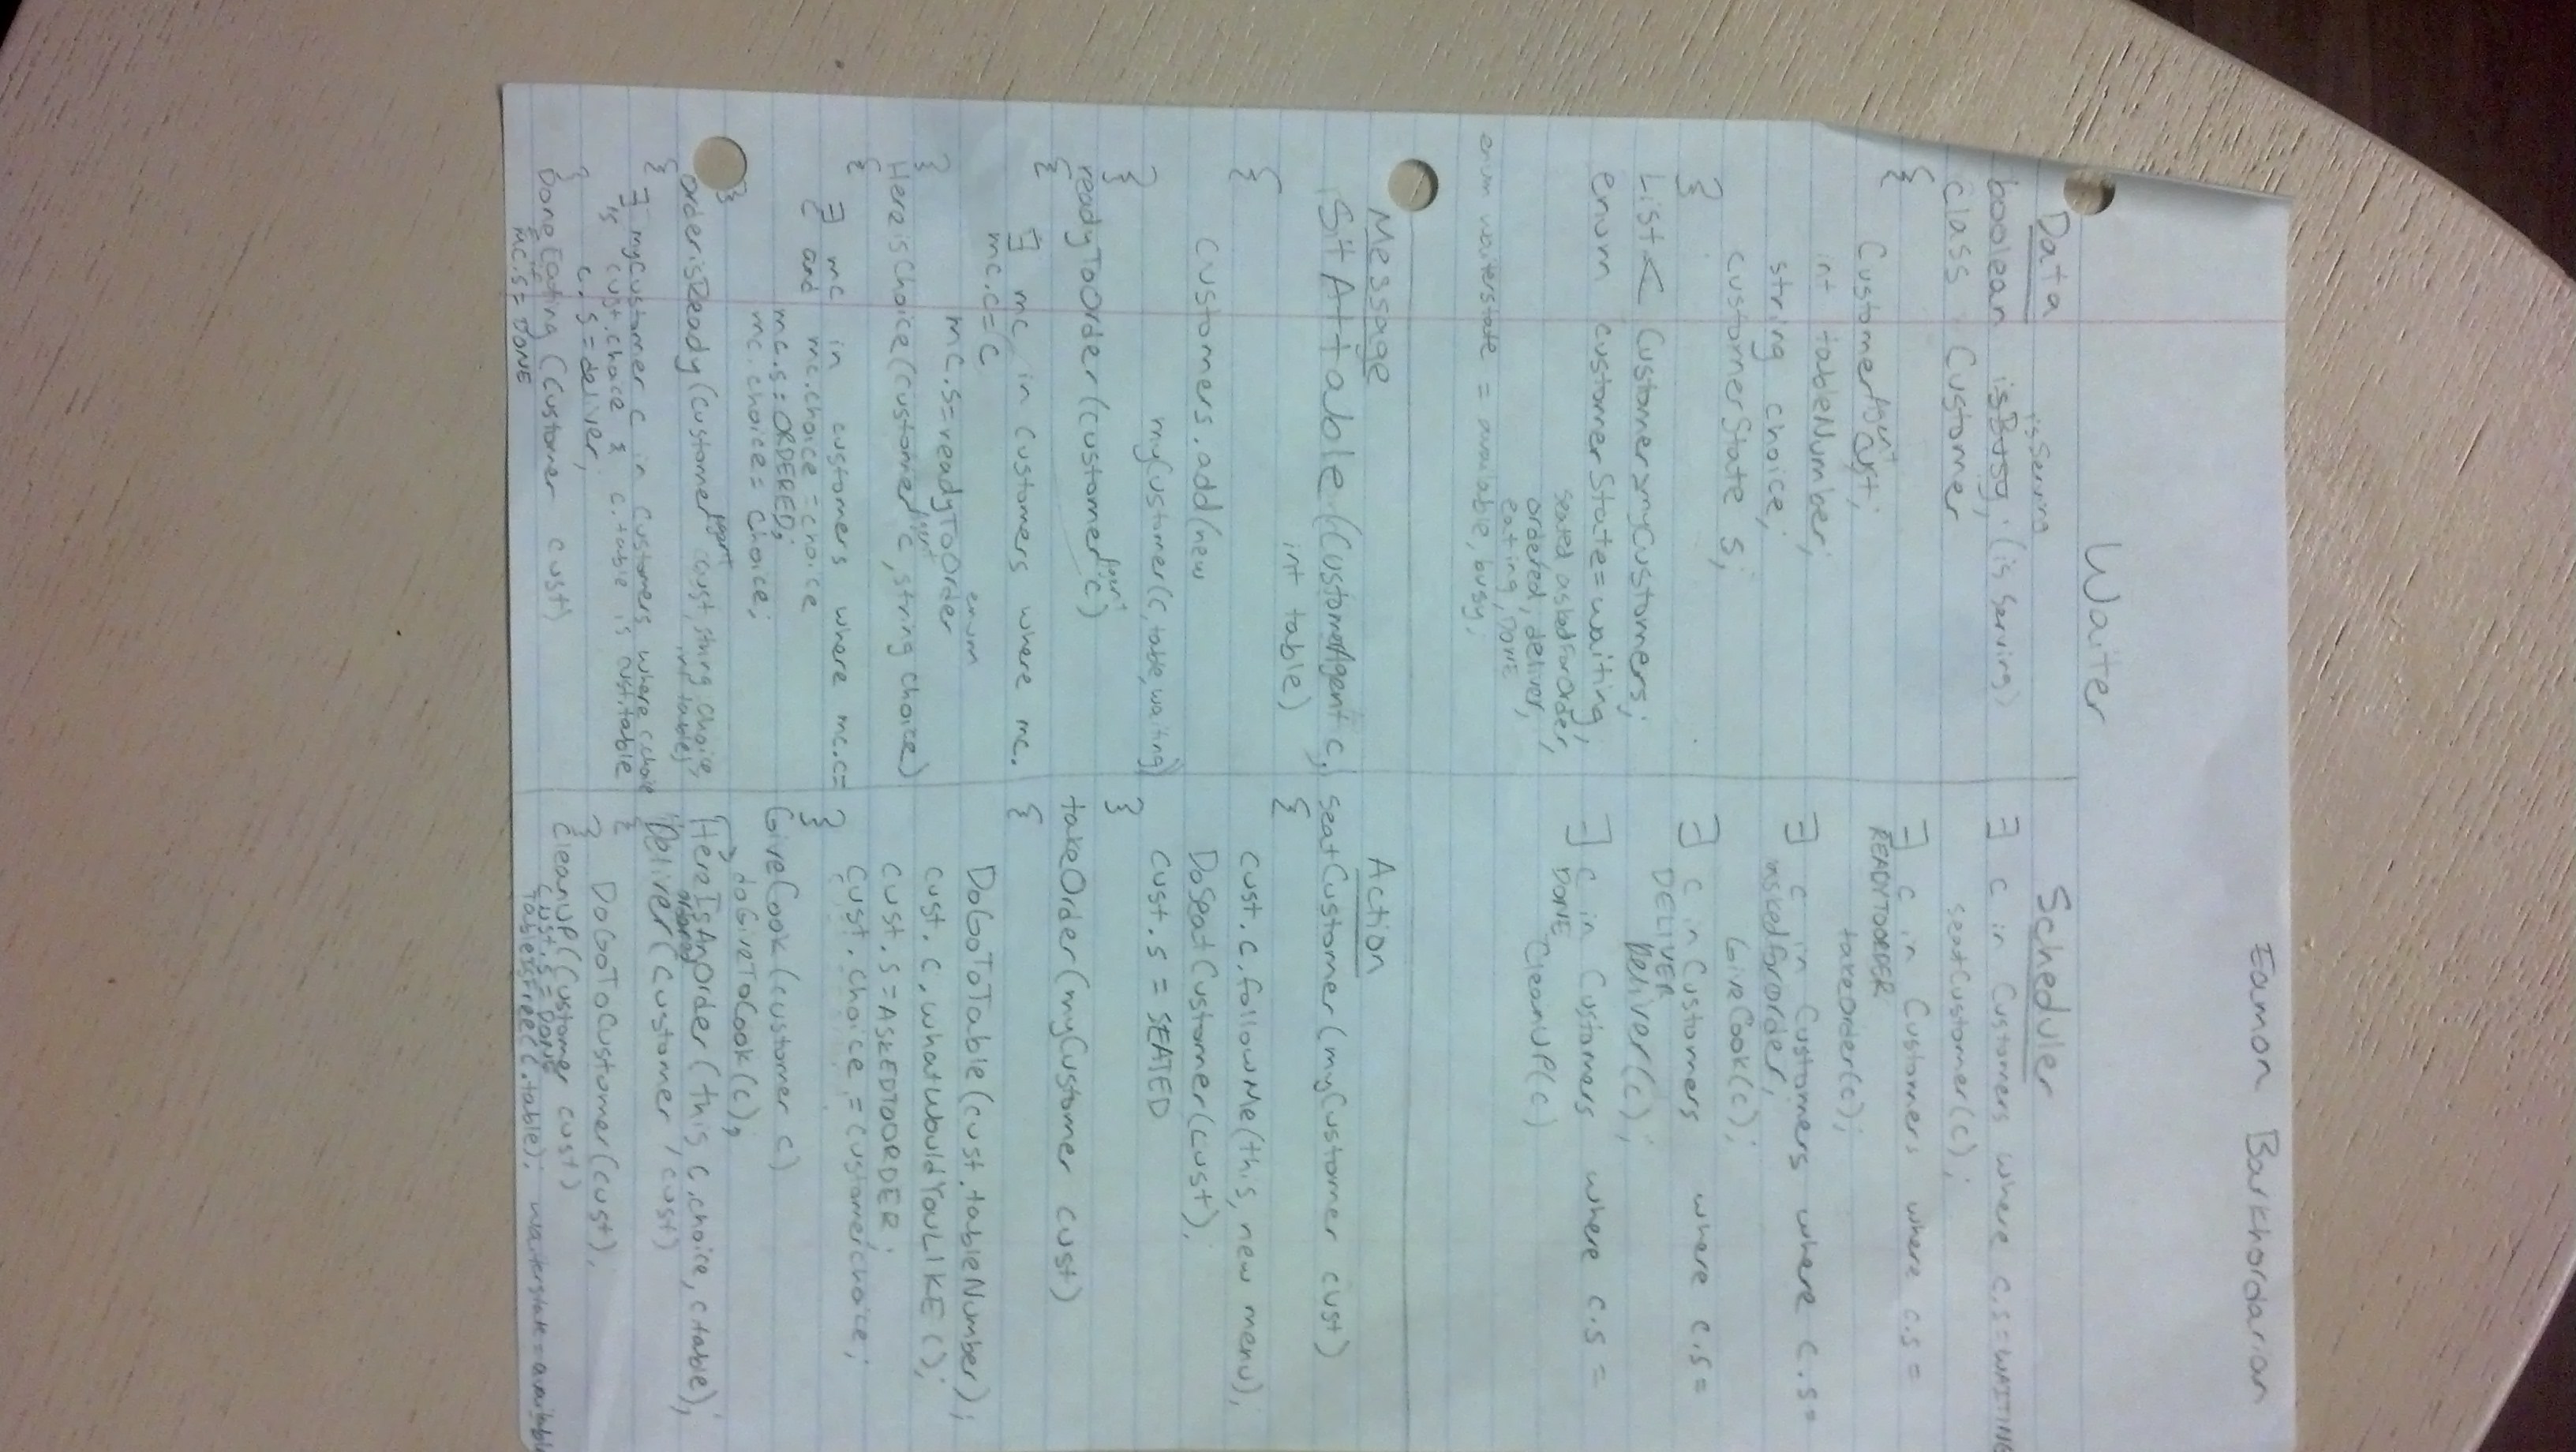 Eamon Barkhordarian
Waiter
Data
isServing
boolean isBusy; (is serving)
class Customer
{
CustomerAgent cust;
int tableNumber;
string choice;
customerState s;
}
List< Customer> myCustomers;
enum customerState = waiting,
seated, askedForOrder,
ordered, deliver,
eating, DONE
enum waiterstate = available, busy;
Scheduler
∃ c in Customers where c.s = WAITING
seatCustomer(c);
∃ c in Customers where c.s =
READYTOORDER
takeOrder(c);
∃ c in Customers where c.s =
askedforOrder,
GiveCook(c);
∃ c in Customers where c.s =
DELIVER
Deliver(c);
∃ c in Customers where c.s =
DONE
CleanUP(c)
Message
SitAtTable(CustomerAgent c,
int table)
{
Customers.add(new
myCustomer(c, table, waiting)
}
readyToOrder(customerAgent c)
{
∃ mc in Customers where mc.
mc.c=c
enum
mc.s=readyToOrder
}
HereisChoice(customerAgent c, string choice)
{
∃ mc in customers where mc.c=
c and mc.choice = choice
mc.s = ORDERED;
mc.choice = choice;
}
orderisReady(customerAgent cust, string choice
int table)
{
∃ myCustomer c in customers where c.choice
is cust.choice & c.table is cust.table
c.s = deliver,
}
DoneEating (Customer cust)
mc.s = DONE
Action
seatCustomer(myCustomer cust)
{
cust.c.followMe(this, new menu);
DoSeatCustomer(cust);
cust.s = SEATED
}
takeOrder(myCustomer cust)
{
DoGoToTable(cust.tableNumber);
cust.c.whatWouldYouLIKE();
cust.s = ASKEDTOORDER;
cust.choice = customer.choice;
}
GiveCook(customer c)
doGiveToCook(c);
HereIsAnOrder(this c.choice, c.table);
Deliver(customer, cust)
{
DoGoToCustomer(cust),
}
CleanUP(Customer cust)
cust.s = DONE
TableisFree(c.table); waiterstate = available